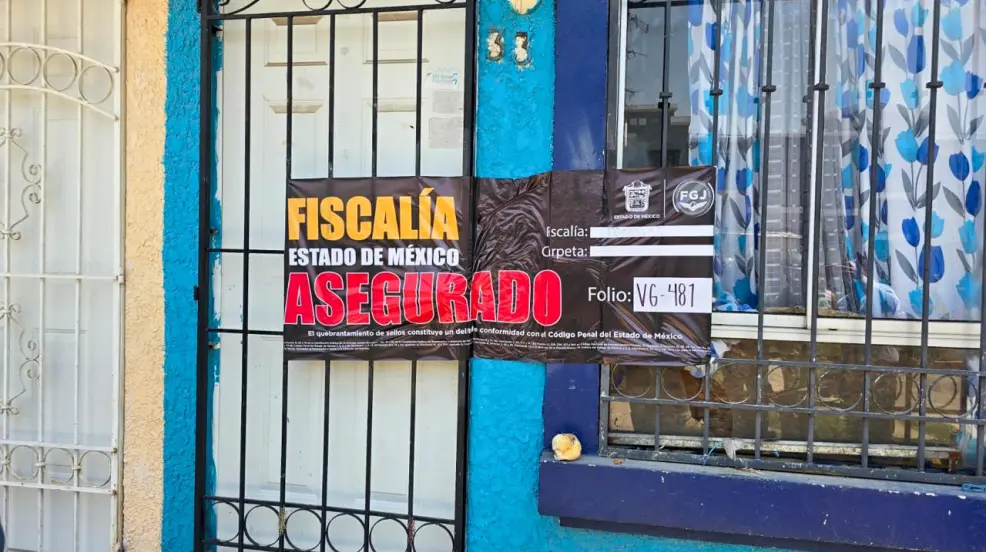 38
FISCALÍA
ESTADO DE MÉXICO
ASEGURADO
ESTADO DE MÉXICO
FGJ
Fiscalía:
Carpeta:
Folio: VG-481
El quebrantamiento de sellos constituye un delito de conformidad con el Código Penal del Estado de México